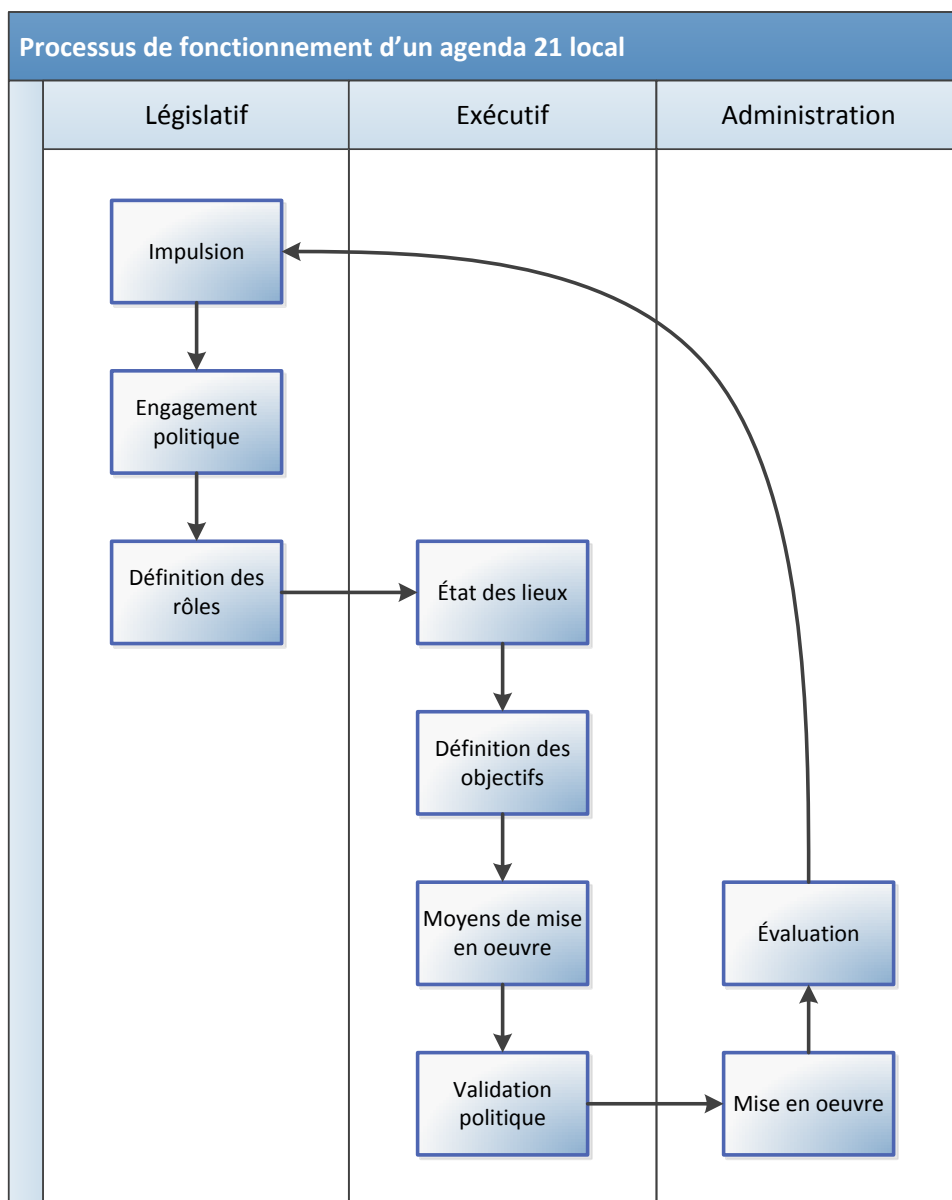 Processus de fonctionnement d'un agenda 21 local
Législatif
Exécutif
Administration
Impulsion
Engagement
politique
Définition des
rôles
État des lieux
Définition des
objectifs
Moyens de mise
en oeuvre
Validation
politique
Mise en oeuvre
Évaluation